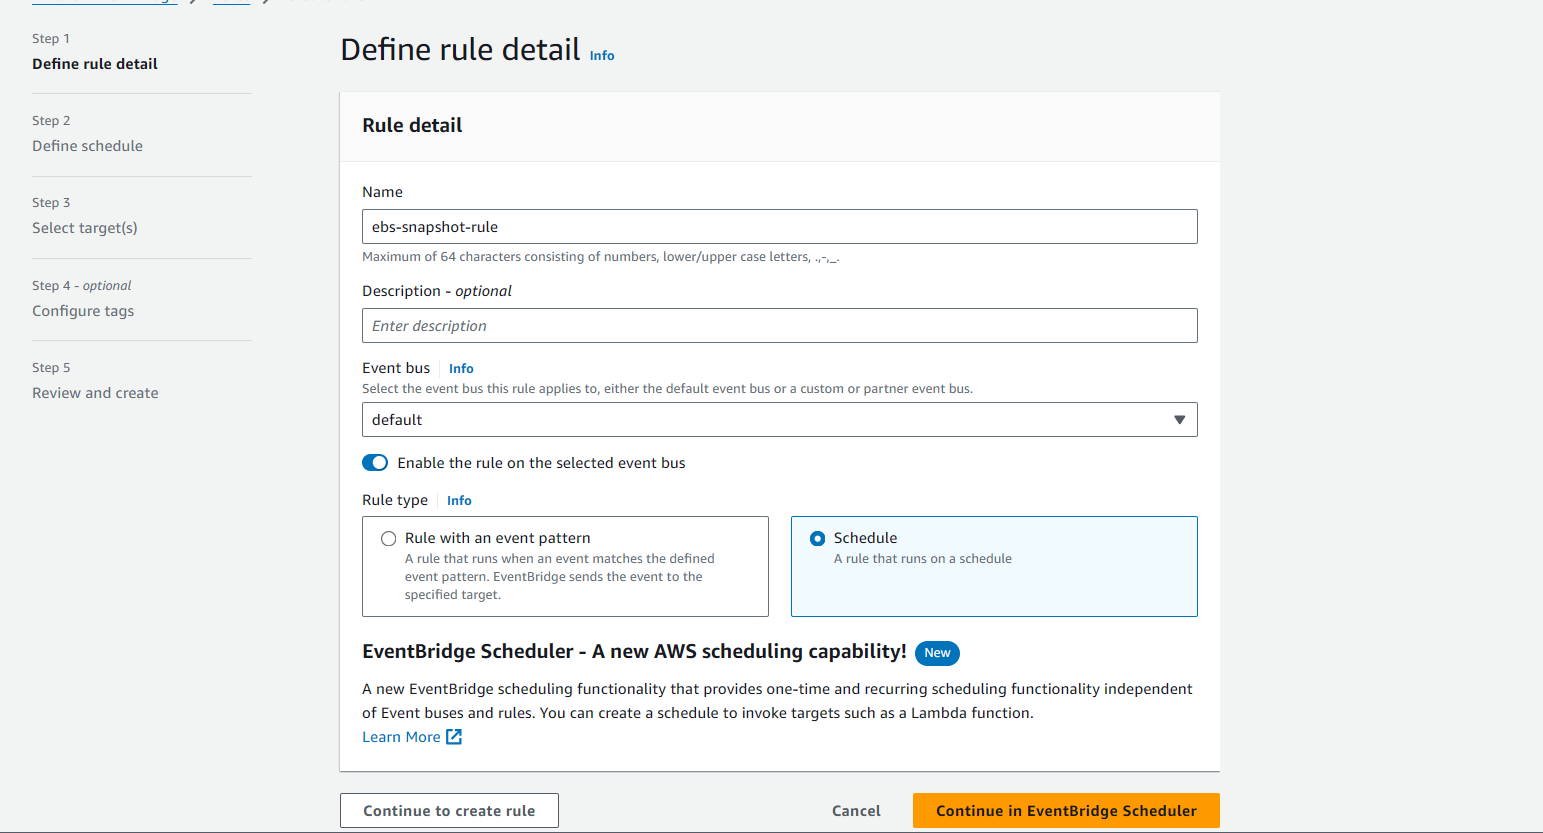 Step 1
Define rule detail
Step 2
Define schedule
Step 3
Select target(s)
Step 4 - optional
Configure tags
Step 5
Review and create
Define rule detail Info
Rule detail
Name
ebs-snapshot-rule
Maximum of 64 characters consisting of numbers, lower/upper case letters, .,-,_.
Description - optional
Enter description
Event bus Info
Select the event bus this rule applies to, either the default event bus or a custom or partner event bus.
default
Enable the rule on the selected event bus
Rule type Info
Rule with an event pattern
A rule that runs when an event matches the defined
event pattern. EventBridge sends the event to the
specified target.
Schedule
A rule that runs on a schedule
EventBridge Scheduler - A new AWS scheduling capability! New
A new EventBridge scheduling functionality that provides one-time and recurring scheduling functionality independent
of Event buses and rules. You can create a schedule to invoke targets such as a Lambda function.
Learn More
Continue to create rule
Cancel
Continue in EventBridge Scheduler